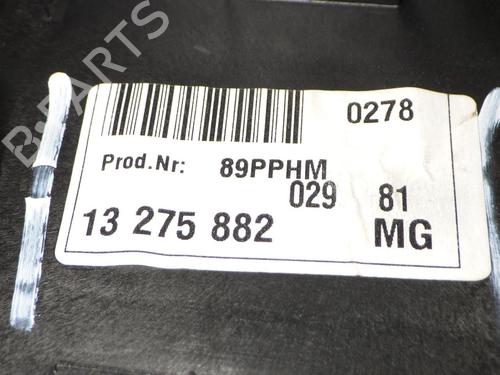 B-PARTS
0278
Prod.Nr: 89PPHM
029 81
13 275 882 MG